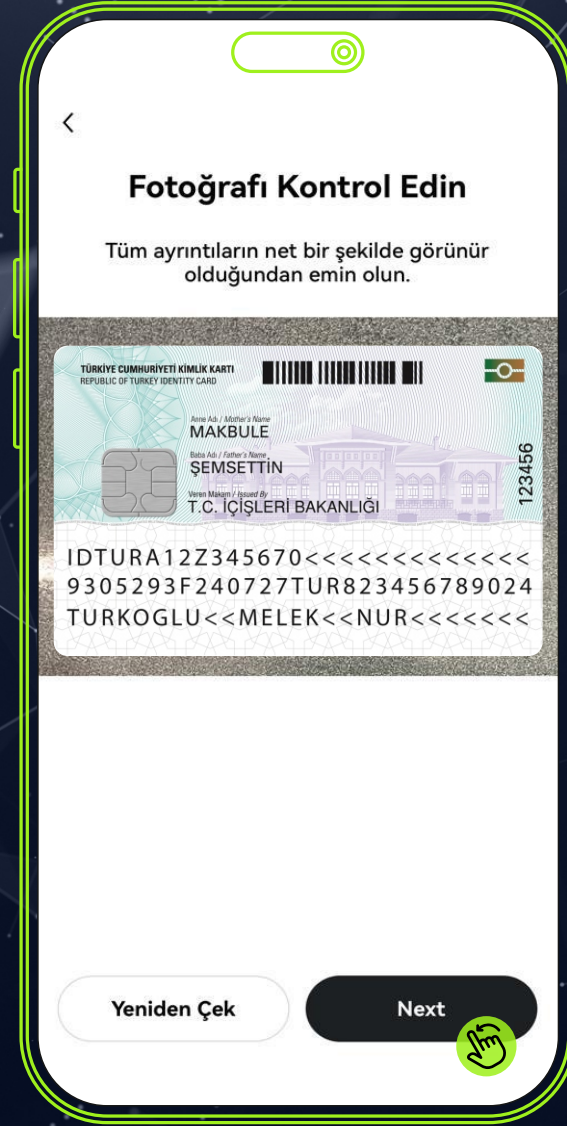 Fotoğrafı Kontrol Edin
Tüm ayrıntıların net bir şekilde görünür
olduğundan emin olun.
TÜRKİYE CUMHURİYETİ KİMLİK KARTI
REPUBLIC OF TURKEY IDENTITY CARD
Anne Adı / Mother's Name
MAKBULE
Baba Adı / Father's Name
ŞEMSETTİN
Veren Makam / Issued By
T.C. İÇİŞLERİ BAKANLIĞI
123456
IDTURA12Z345670<<<<<<<<<<<<<
9305293F240727TUR823456789024
TURKOGLU<<MELEK<<NUR<<<<<<<
Yeniden Çek
Next